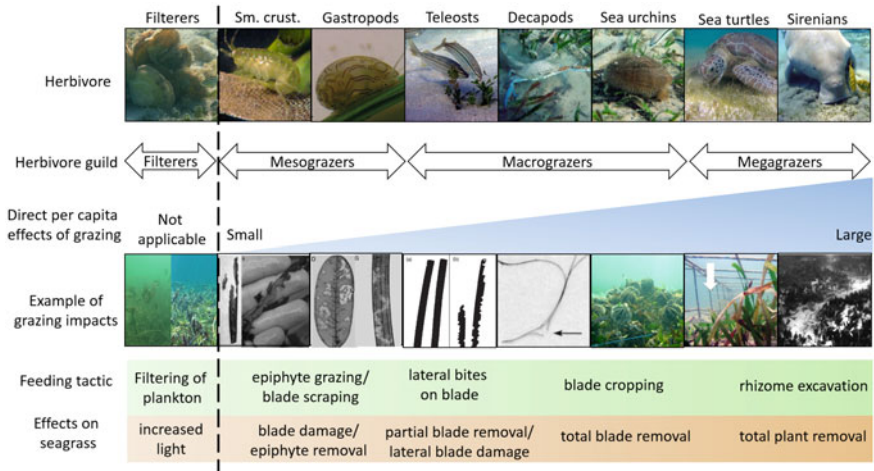 Filterers Sm. crust. Gastropods Teleosts Decapods Sea urchins Sea turtles Sirenians
Herbivore
Herbivore guild Filterers Mesograzers Macrograzers Megagrazers
Direct per capita
effects of grazing
Not
applicable
Small Large
Example of
grazing impacts
Feeding tactic
Filtering of
plankton
epiphyte grazing/
blade scraping
lateral bites
on blade
blade cropping
rhizome excavation
Effects on
seagrass
increased
light
blade damage/
epiphyte removal
partial blade removal/
lateral blade damage
total blade removal
total plant removal